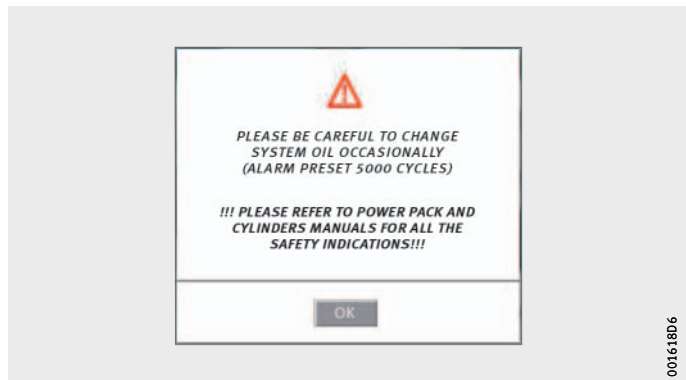 PLEASE BE CAREFUL TO CHANGE
SYSTEM OIL OCCASIONALLY
(ALARM PRESET 5000 CYCLES)
!!! PLEASE REFER TO POWER PACK AND
CYLINDERS MANUALS FOR ALL THE
SAFETY INDICATIONS!!!
OK
001618D6